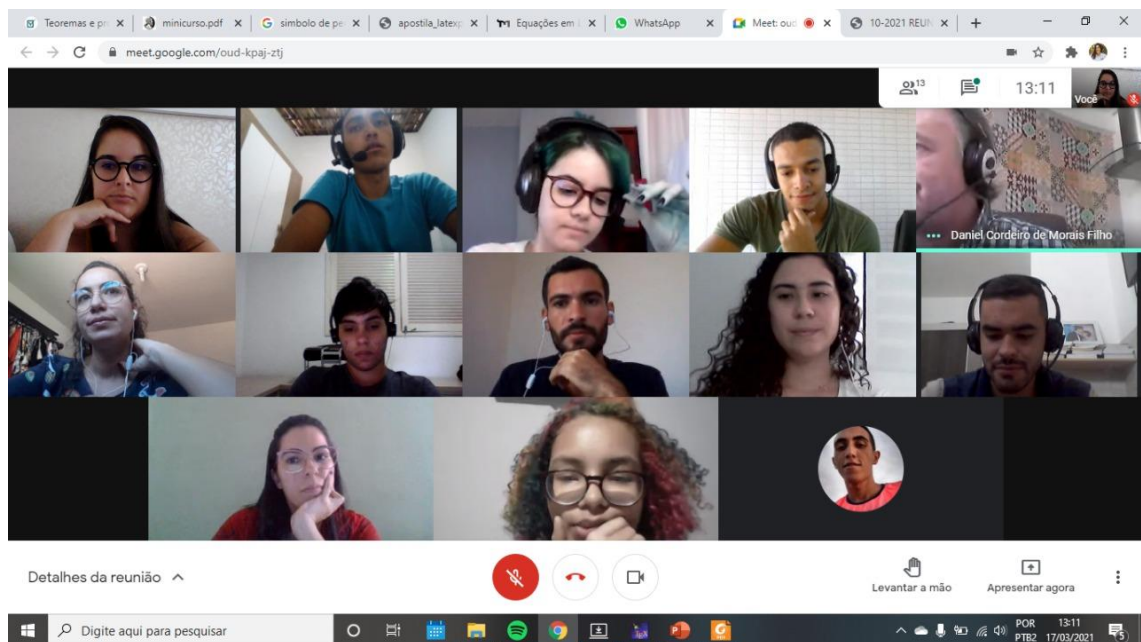 Teoremas e pr
minicurso.pdf
simbolo de pe
apostila_latex
Equações em
WhatsApp
Meet: oud
10-2021 REUN
meet.google.com/oud-kpaj-ztj
13
13:11
Você
Daniel Cordeiro de Morais Filho
Detalhes da reunião
Levantar a mão
Apresentar agora
Digite aqui para pesquisar
POR
PTB2
13:11
17/03/2021